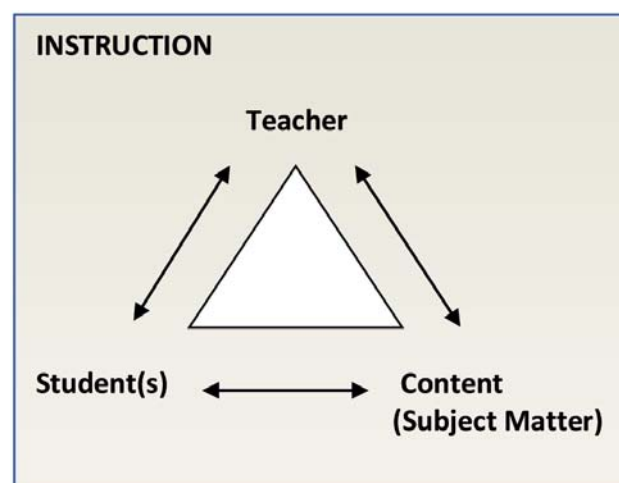 INSTRUCTION
Teacher
Student(s)
Content
(Subject Matter)